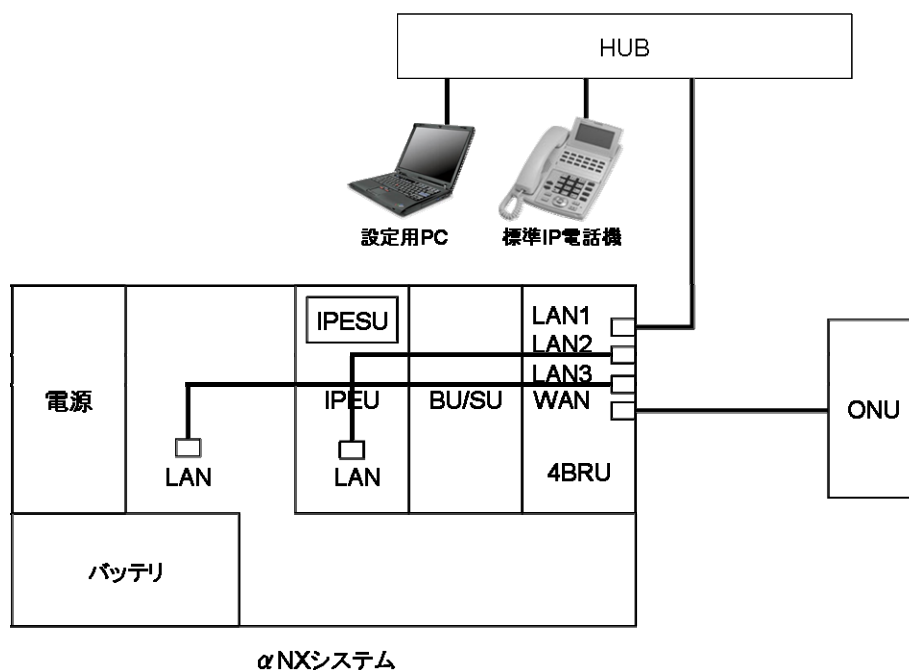 HUB
設定用PC
標準IP電話機
IPESU
LAN1
LAN2
LAN3
電源
IPEU
BU/SU
WAN
ONU
LAN
LAN
4BRU
バッテリ
αNXシステム